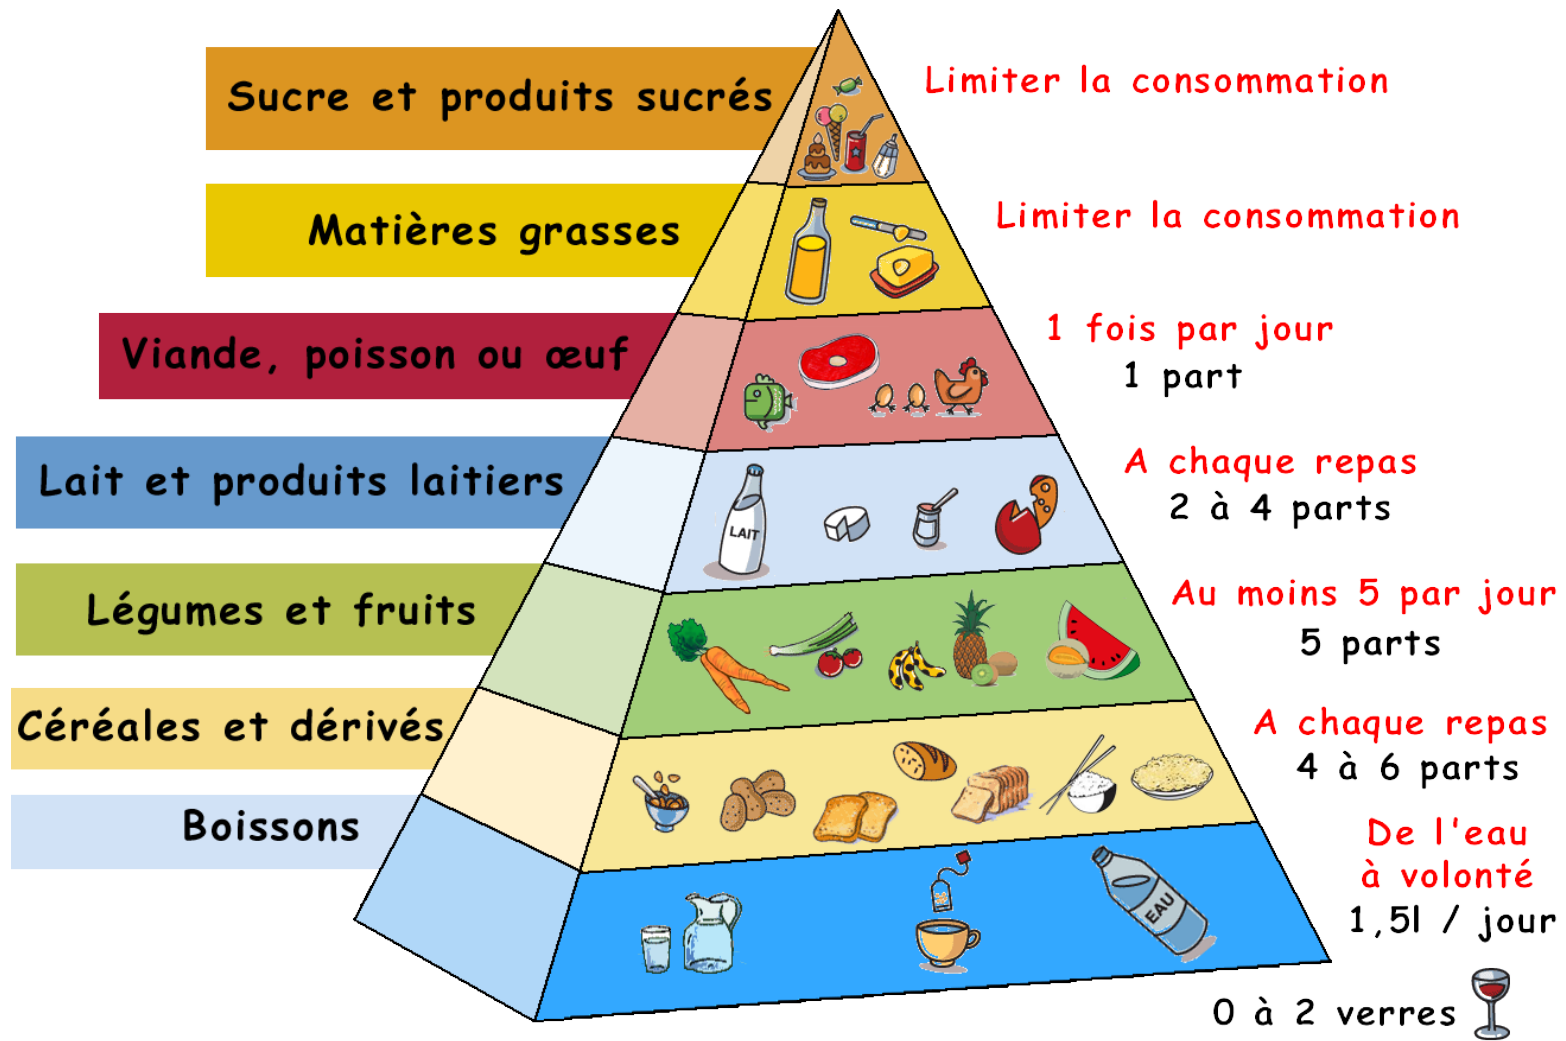 Sucre et produits sucrés
Limiter la consommation
Matières grasses
Limiter la consommation
Viande, poisson ou œuf
1 fois par jour
1 part
Lait et produits laitiers
A chaque repas
2 à 4 parts
LAIT
Légumes et fruits
Au moins 5 par jour
5 parts
Céréales et dérivés
A chaque repas
4 à 6 parts
Boissons
De l'eau
à volonté
1,5l / jour
EAU
0 à 2 verres